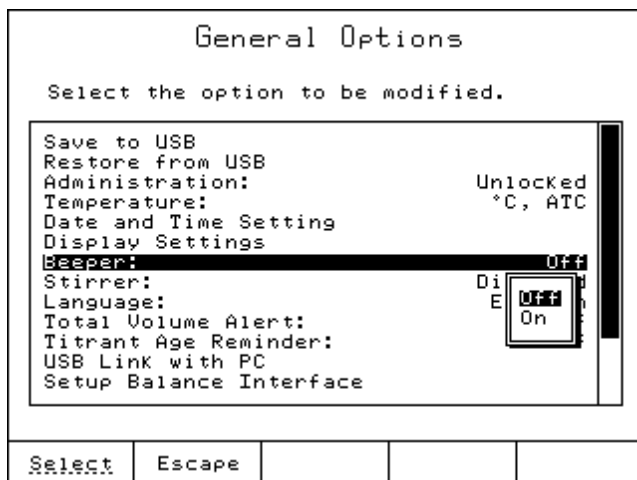 General Options
Select the option to be modified.
Save to USB
Restore from USB
Administration: Unlocked
Temperature: °C, ATC
Date and Time Setting
Display Settings
Beeper: Off
Stirrer:
Language:
Off
On
Total Volume Alert:
Titrant Age Reminder:
USB Link with PC
Setup Balance Interface
Select Escape